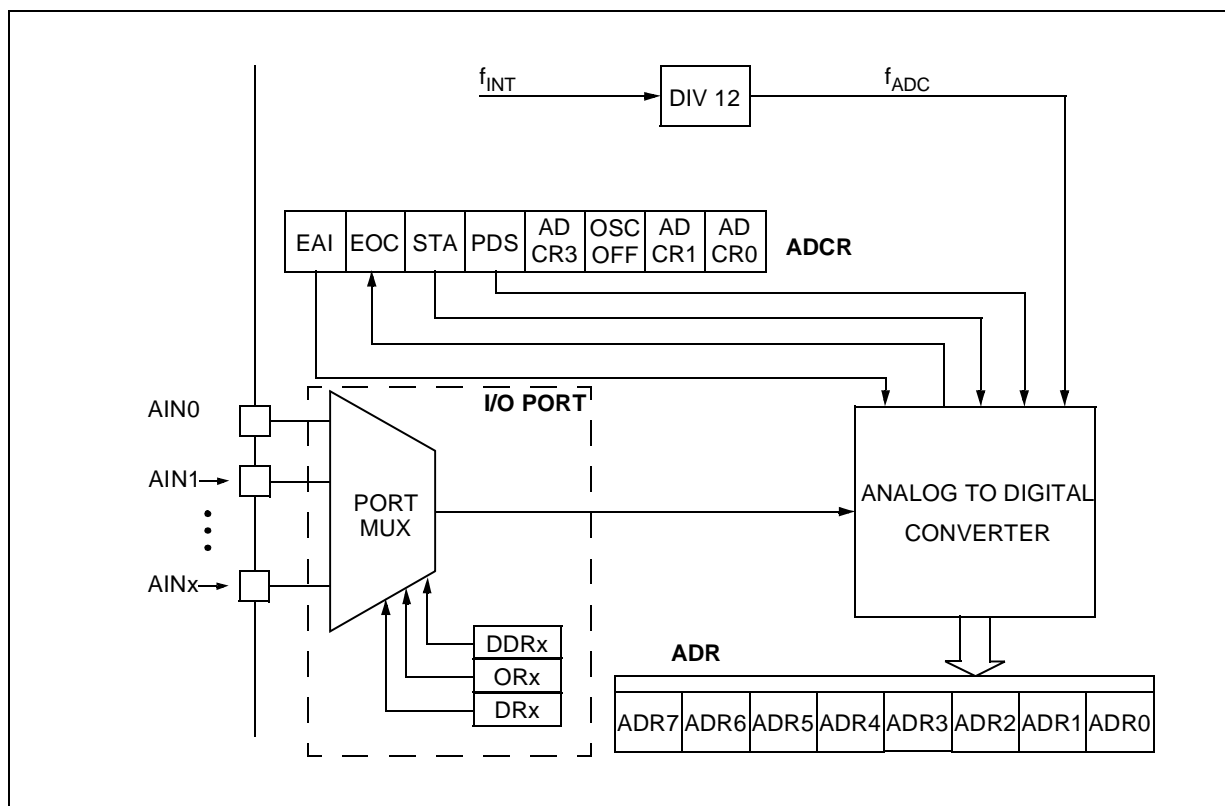 fINT
DIV 12
fADC
EAI EOC STA PDS AD CR3 OSC OFF AD CR1 AD CR0 ADCR
I/O PORT
AIN0
AIN1
AINx
PORT
MUX
ANALOG TO DIGITAL
CONVERTER
DDRx
ORx
DRx
ADR
ADR7 ADR6 ADR5 ADR4 ADR3 ADR2 ADR1 ADR0